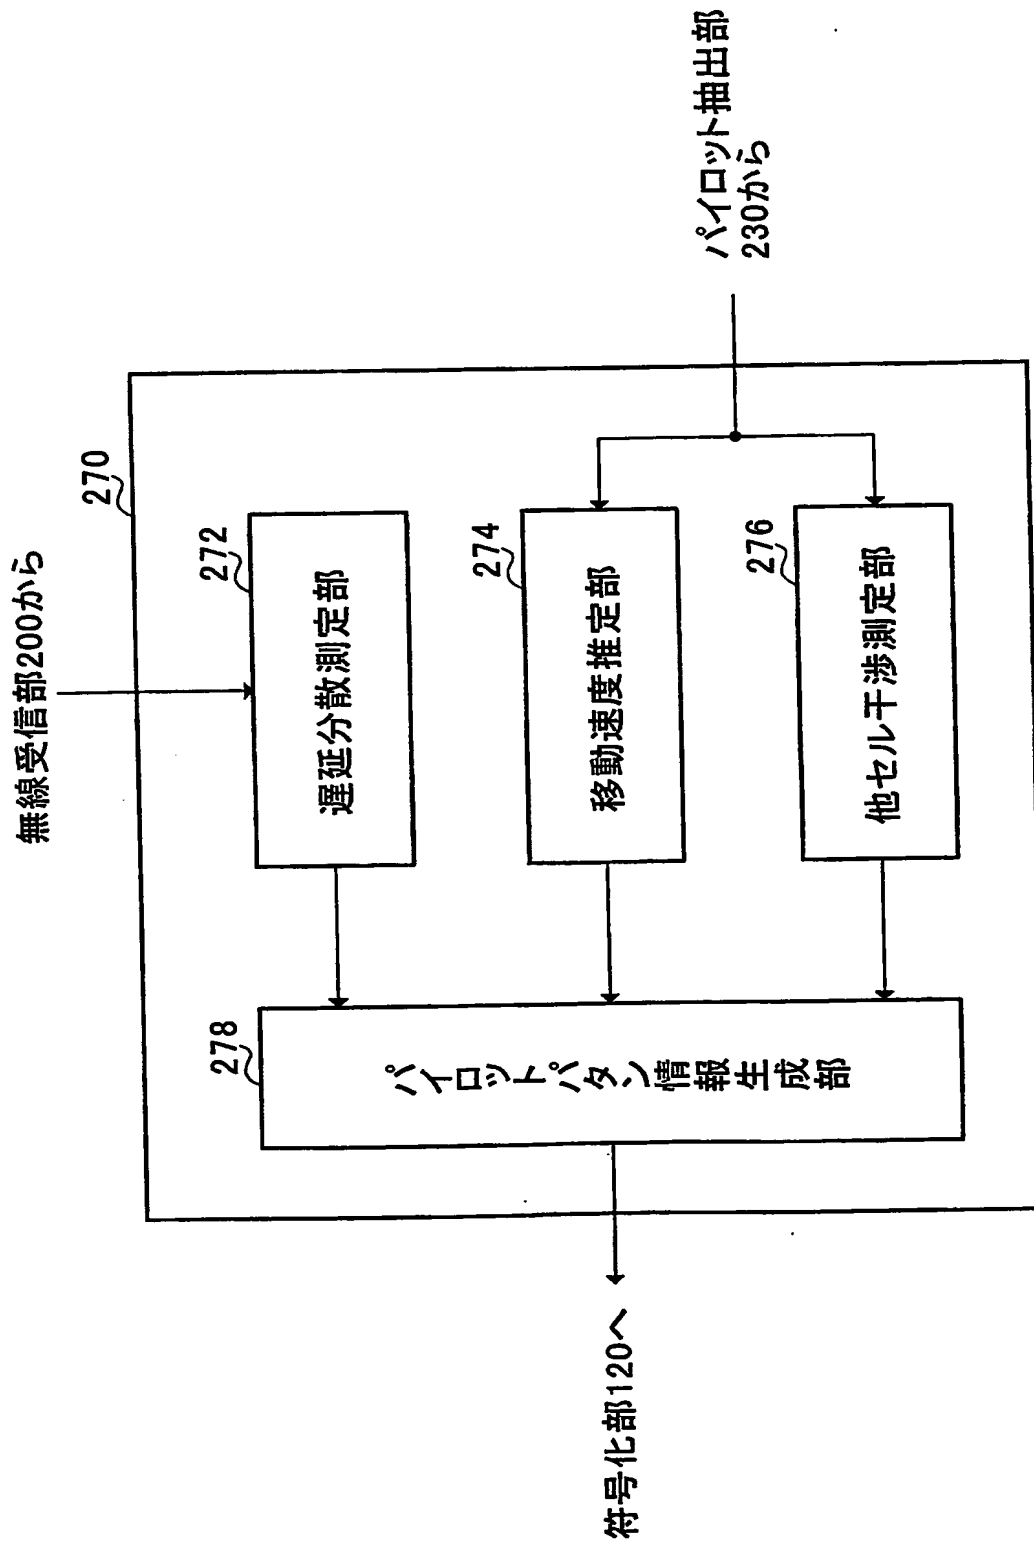 無線受信部200から
270
272
遅延分散測定部
274
移動速度推定部
276
他セル干渉測定部
278
パイロットパタン情報生成部
パイロット抽出部
230から
符号化部120へ